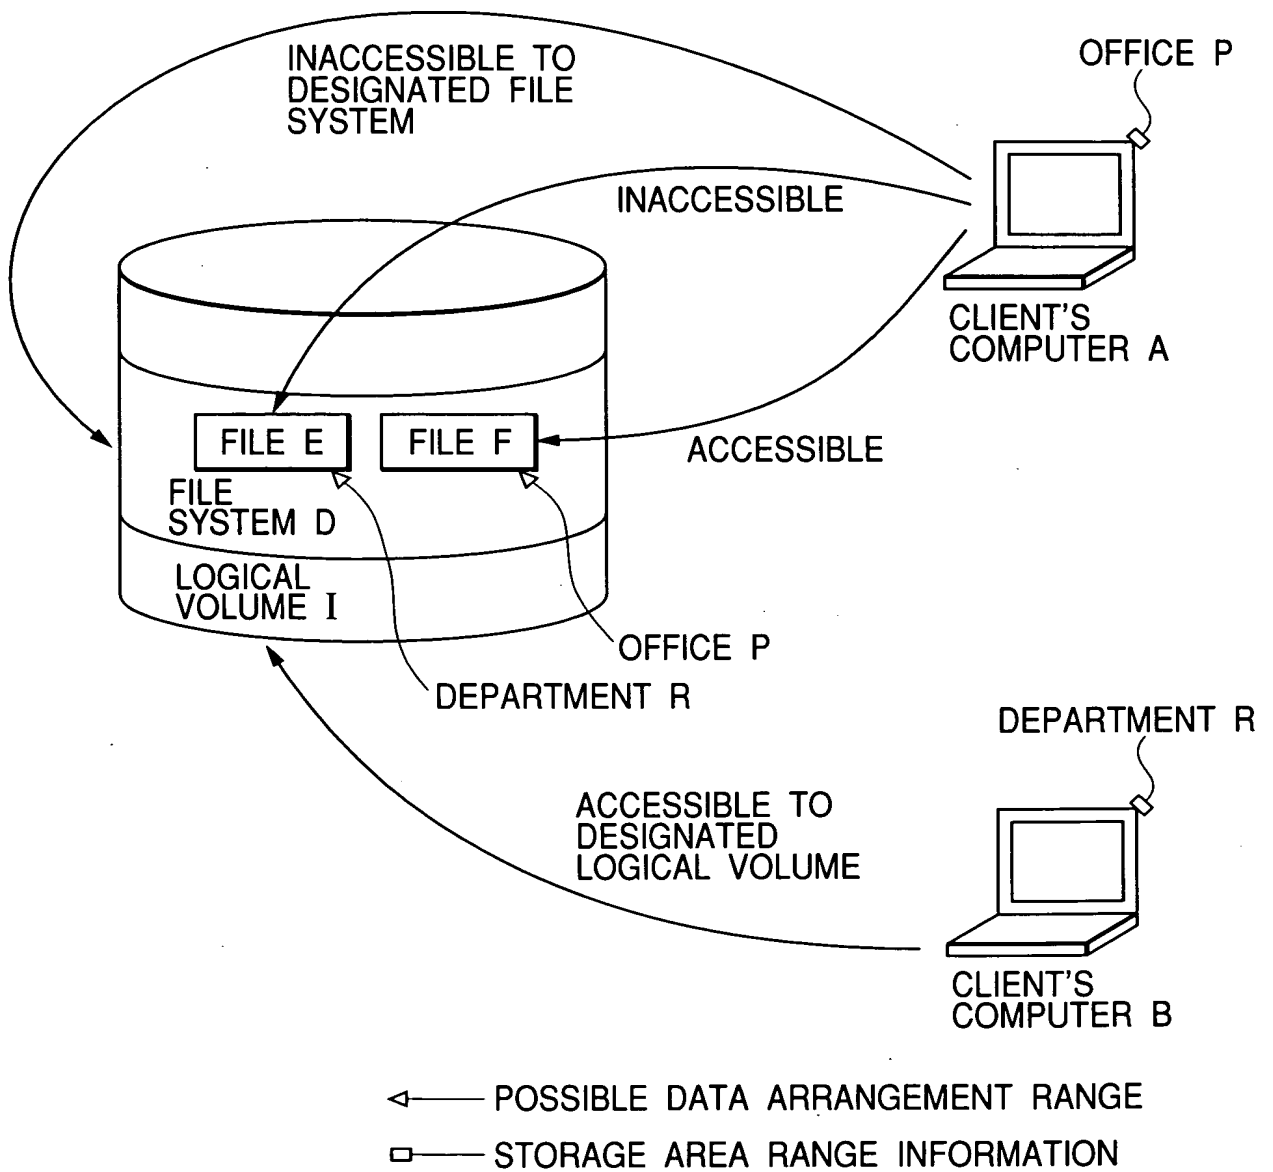 INACCESSIBLE TO
DESIGNATED FILE
SYSTEM
OFFICE P
INACCESSIBLE
CLIENT'S
COMPUTER A
FILE E
FILE F
ACCESSIBLE
FILE
SYSTEM D
LOGICAL
VOLUME I
OFFICE P
DEPARTMENT R
DEPARTMENT R
ACCESSIBLE TO
DESIGNATED
LOGICAL VOLUME
CLIENT'S
COMPUTER B
POSSIBLE DATA ARRANGEMENT RANGE
STORAGE AREA RANGE INFORMATION